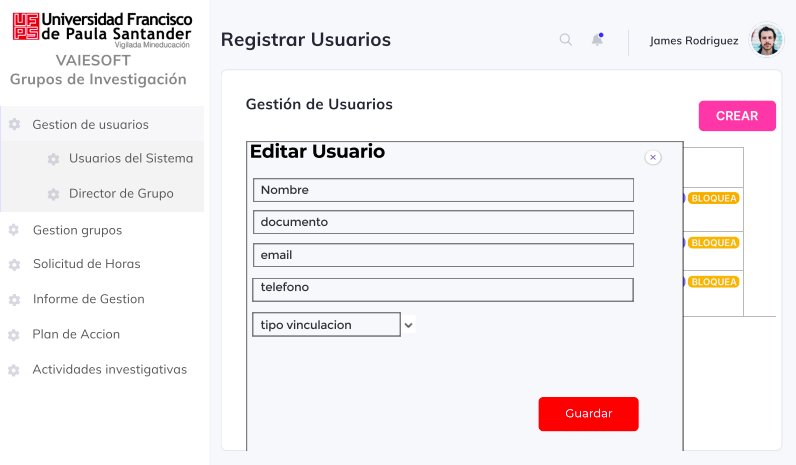 UFPS
Universidad Francisco
de Paula Santander
Vigilada Mineducación
VAIESOFT
Grupos de Investigación
Gestion de usuarios
Usuarios del Sistema
Director de Grupo
Gestion grupos
Solicitud de Horas
Informe de Gestion
Plan de Accion
Actividades investigativas
Registrar Usuarios
James Rodriguez
Gestión de Usuarios
CREAR
Editar Usuario
×
Nombre
documento
email
telefono
tipo vinculacion
Guardar
BLOQUEA
BLOQUEA
BLOQUEA